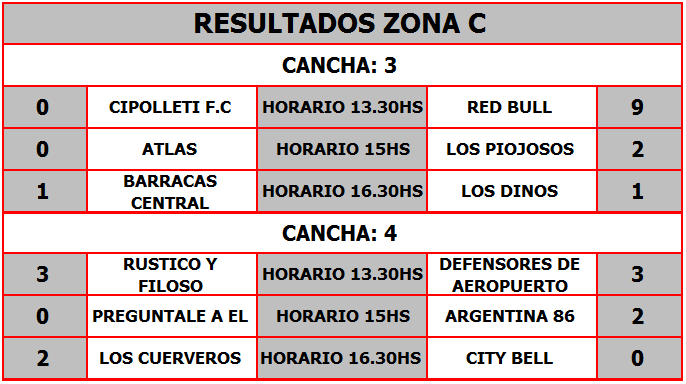 RESULTADOS ZONA C
CANCHA: 3
0 CIPOLLETI F.C HORARIO 13.30HS RED BULL 9
0 ATLAS HORARIO 15HS LOS PIOJOSOS 2
1 BARRACAS CENTRAL HORARIO 16.30HS LOS DINOS 1
CANCHA: 4
3 RUSTICO Y FILOSO HORARIO 13.30HS DEFENSORES DE AEROPUERTO 3
0 PREGUNTALE A EL HORARIO 15HS ARGENTINA 86 2
2 LOS CUERVEROS HORARIO 16.30HS CITY BELL 0